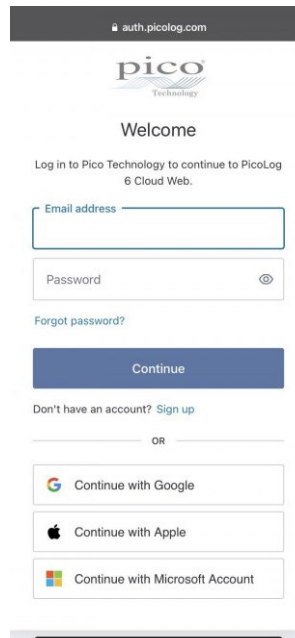 auth.picolog.com
pico
Technology
Welcome
Log in to Pico Technology to continue to PicoLog
6 Cloud Web.
Email address
Password
Forgot password?
Continue
Don't have an account? Sign up
OR
Continue with Google
Continue with Apple
Continue with Microsoft Account